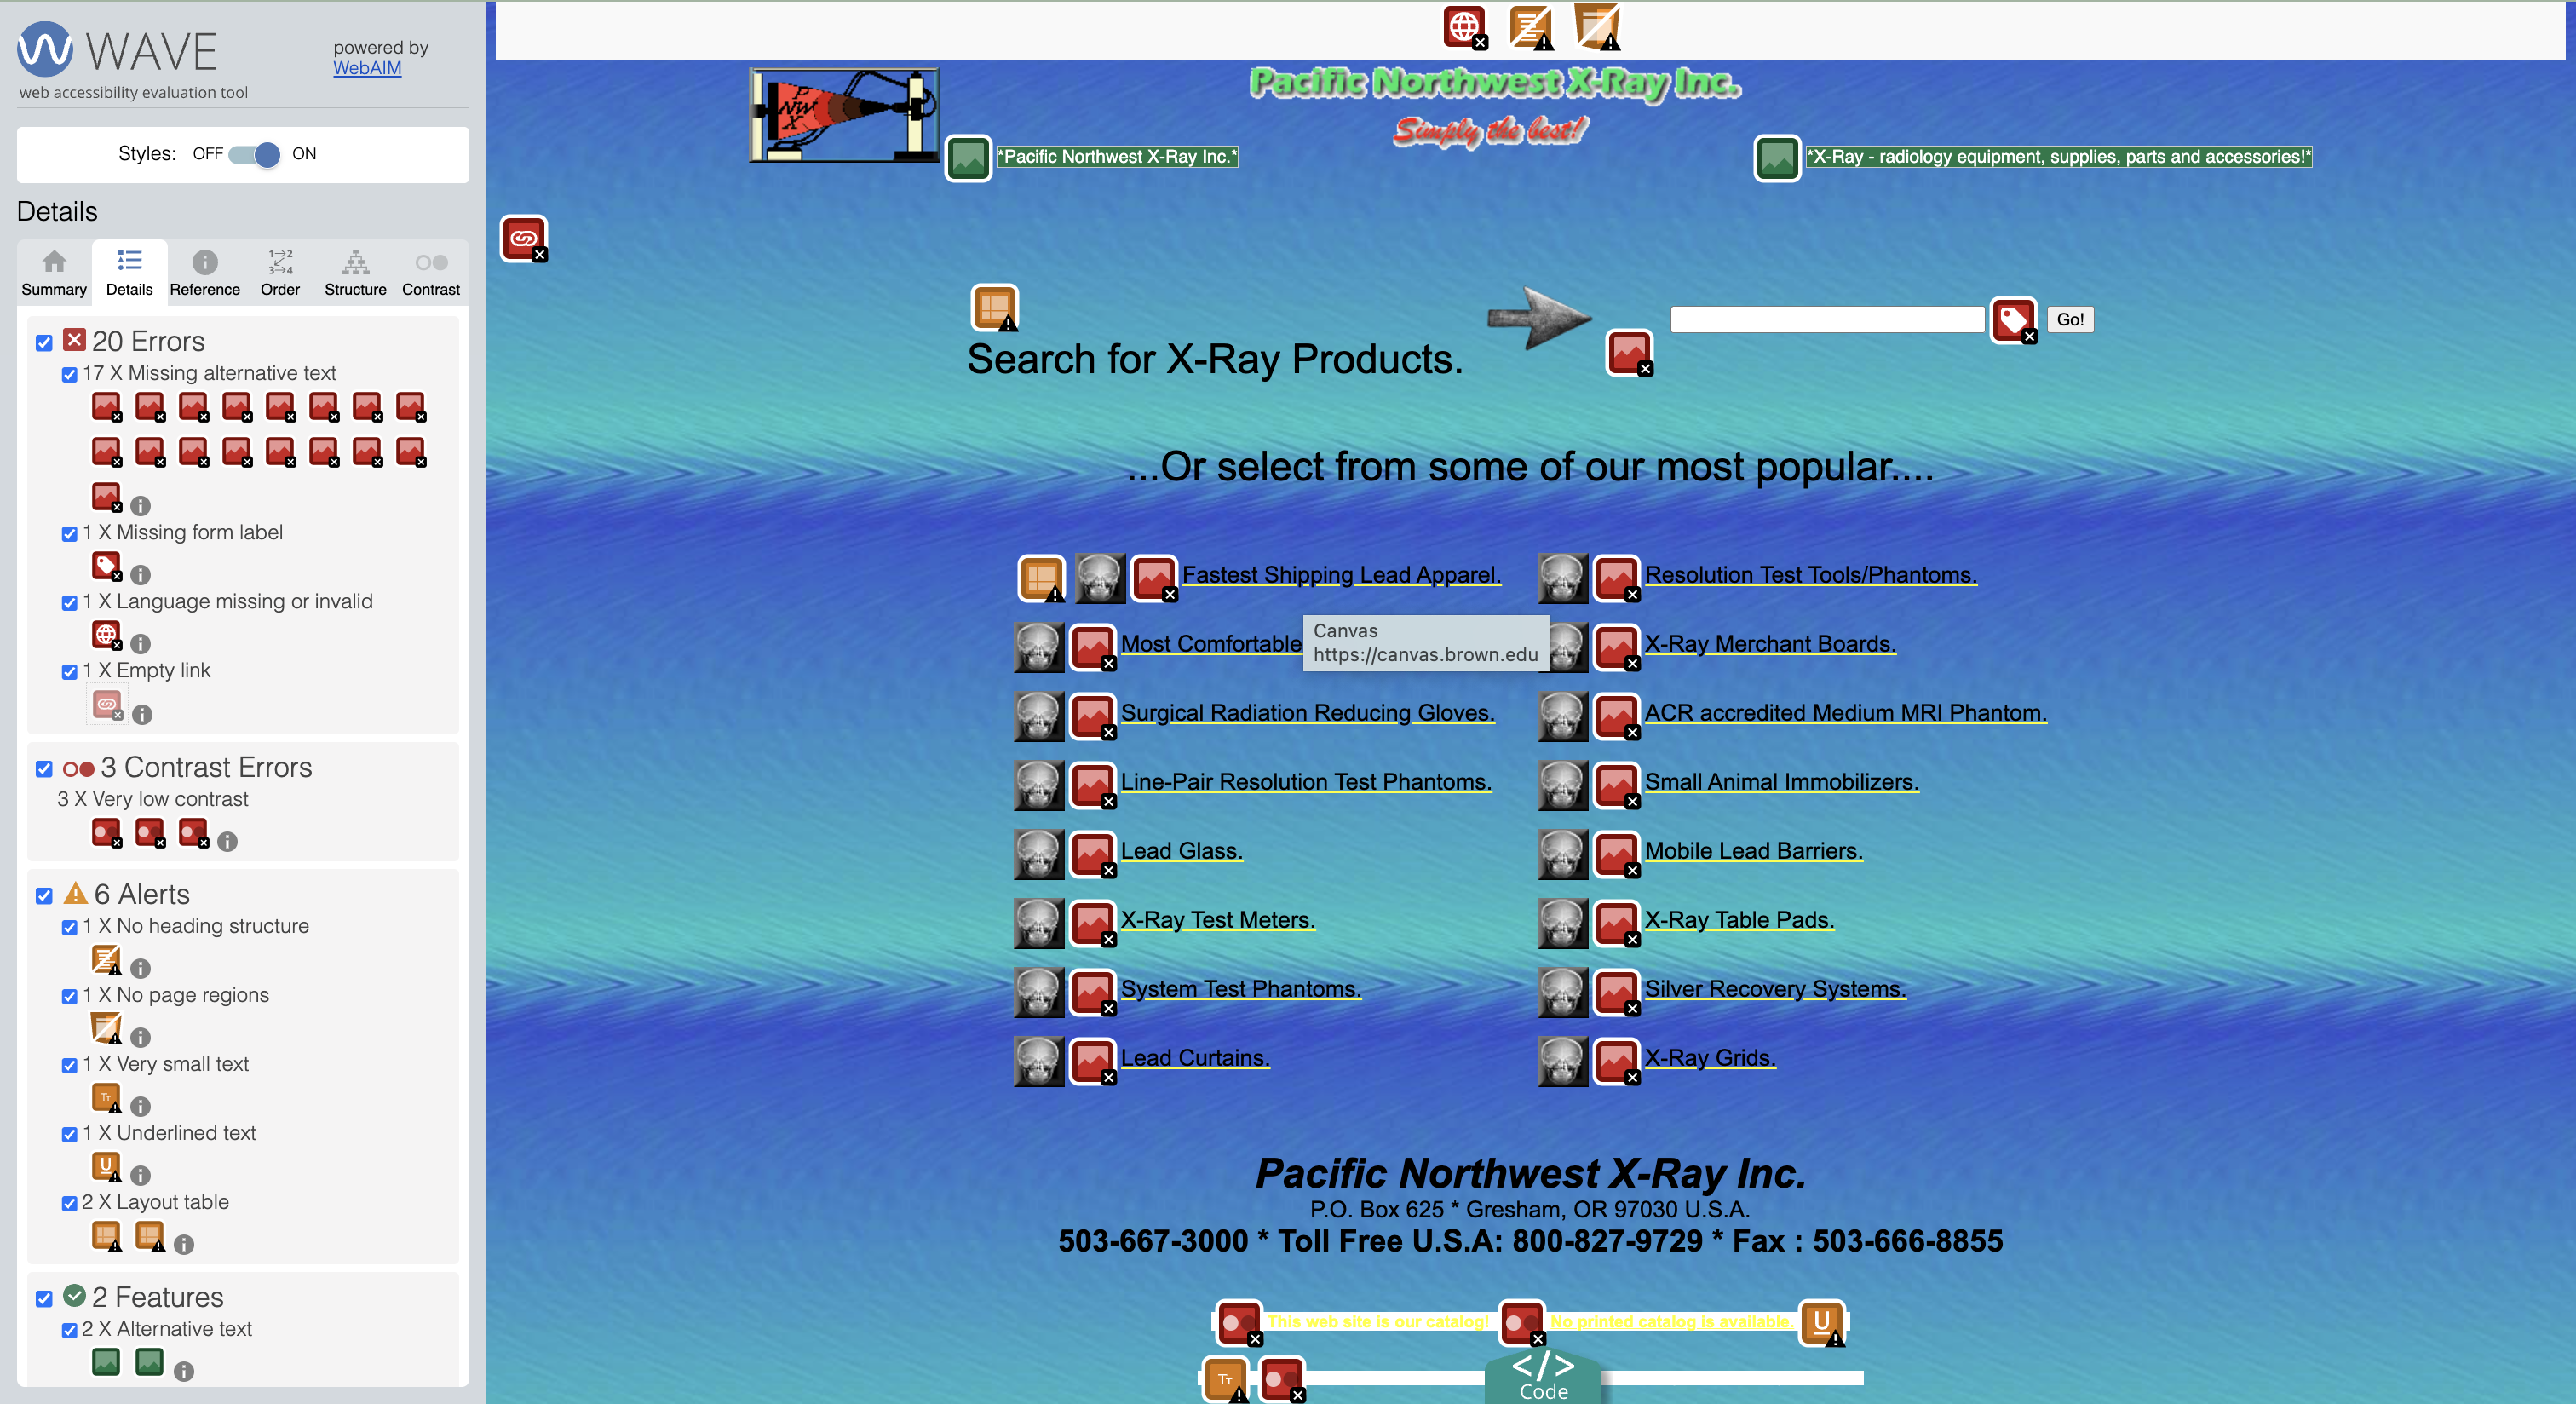 WAVE
powered by
WebAIM
web accessibility evaluation tool
Styles: OFF ON
Details
Summary Details Reference Order Structure Contrast
1→2
3→4
20 Errors
17 X Missing alternative text
1 X Missing form label
1 X Language missing or invalid
1 X Empty link
3 Contrast Errors
3 X Very low contrast
6 Alerts
1 X No heading structure
1 X No page regions
1 X Very small text
1 X Underlined text
2 X Layout table
2 Features
2 X Alternative text
P
NW
X
Pacific Northwest X-Ray Inc.
Simply the best!
*Pacific Northwest X-Ray Inc.*
*X-Ray - radiology equipment, supplies, parts and accessories!*
Search for X-Ray Products.
Go!
...Or select from some of our most popular....
Fastest Shipping Lead Apparel. Resolution Test Tools/Phantoms.
Most Comfortable X-Ray Merchant Boards.
Canvas
https://canvas.brown.edu
Surgical Radiation Reducing Gloves. ACR accredited Medium MRI Phantom.
Line-Pair Resolution Test Phantoms. Small Animal Immobilizers.
Lead Glass. Mobile Lead Barriers.
X-Ray Test Meters. X-Ray Table Pads.
System Test Phantoms. Silver Recovery Systems.
Lead Curtains. X-Ray Grids.
Pacific Northwest X-Ray Inc.
P.O. Box 625 * Gresham, OR 97030 U.S.A.
503-667-3000 * Toll Free U.S.A: 800-827-9729 * Fax : 503-666-8855
This web site is our catalog! No printed catalog is available.
</>
Code